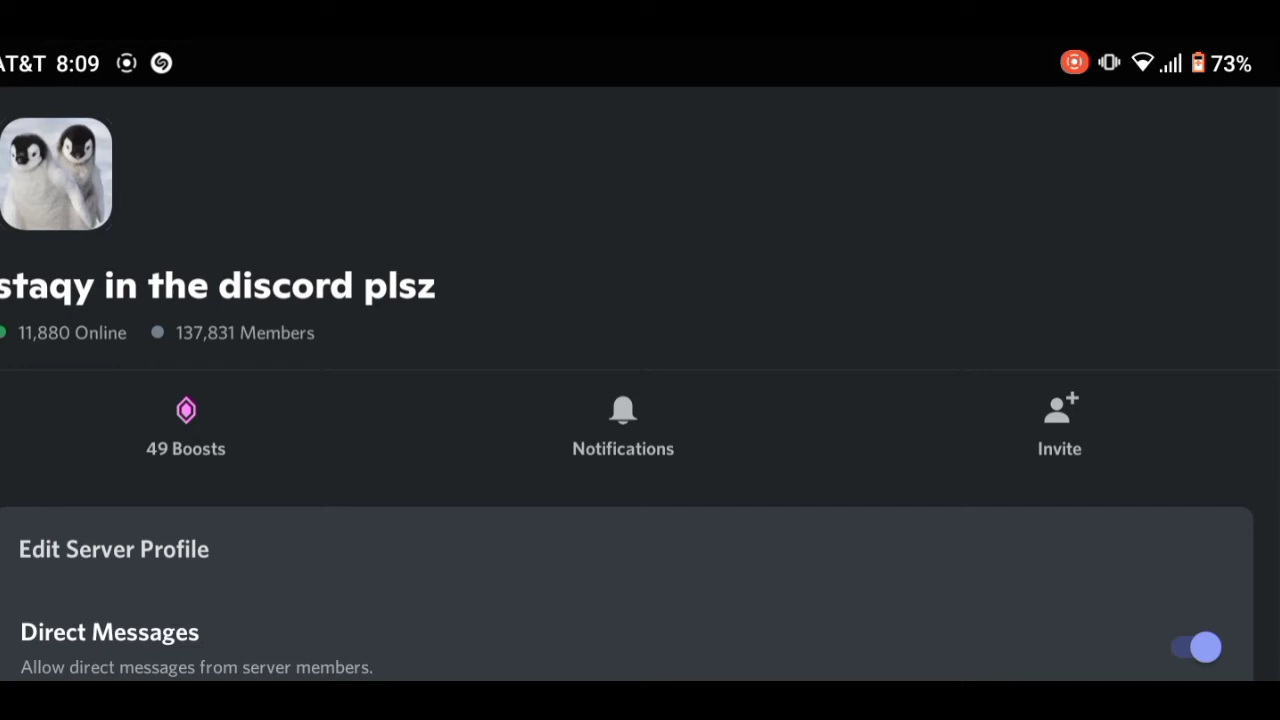 AT&T 8:09 73%
staqy in the discord plsz
11,880 Online 137,831 Members
49 Boosts Notifications Invite
Edit Server Profile
Direct Messages
Allow direct messages from server members.